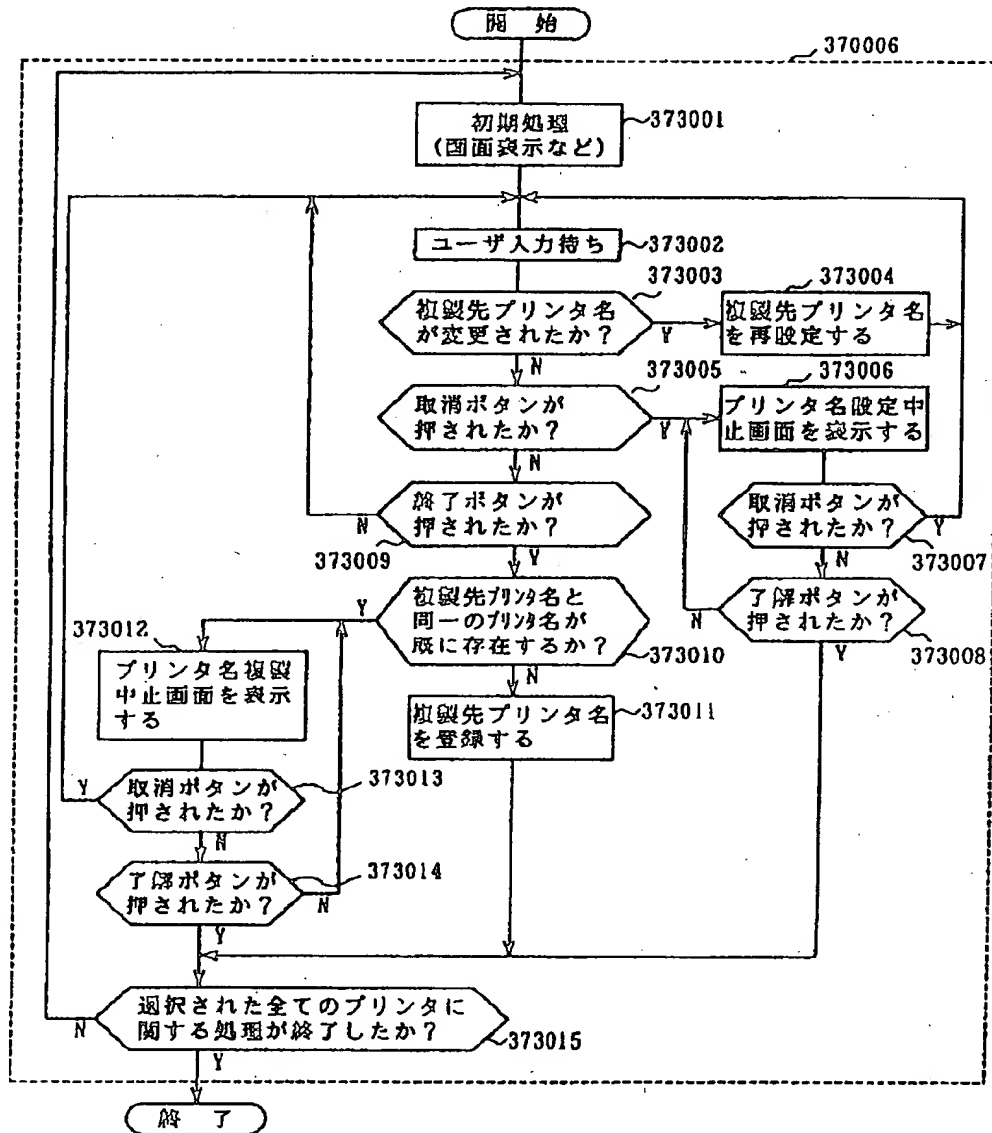 開 始
370006
初期処理
(画面表示など)
373001
ユーザ入力待ち
373002
373003
複製先プリンタ名
が変更されたか?
Y
N
373004
複製先プリンタ名
を再設定する
373005
取消ボタンが
押されたか?
Y
N
373006
プリンタ名設定中
止画面を表示する
終了ボタンが
押されたか?
N
Y
373009
取消ボタンが
押されたか?
Y
N
373007
複製先プリンタ名と
同一のプリンタ名が
既に存在するか?
Y
N
373010
了解ボタンが
押されたか?
N
Y
373008
373012
プリンタ名複製
中止画面を表示
する
複製先プリンタ名
を登録する
373011
取消ボタンが
押されたか?
Y
N
373013
了解ボタンが
押されたか?
N
Y
373014
選択された全てのプリンタに
関する処理が終了したか?
N
Y
373015
終 了